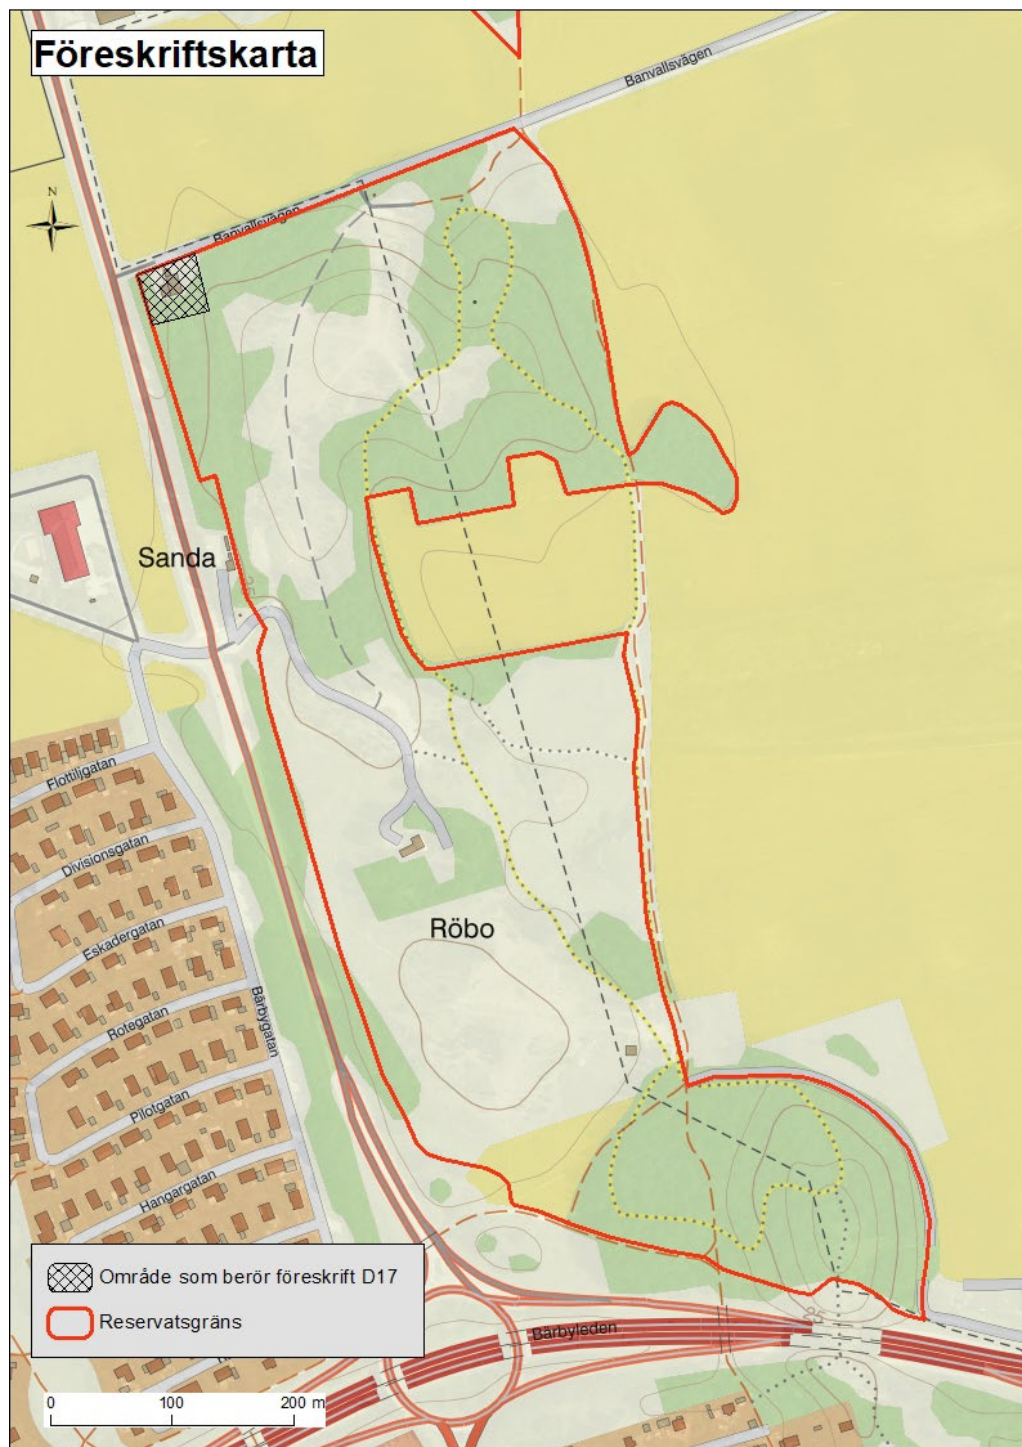 Föreskriftskarta
Banvallsvägen
N
Banvallsvägen
Sanda
Flottiljgatan
Divisionsgatan
Eskadergatan
Röbo
Rotegatan
Bärbygatan
Pilotgatan
Hangargatan
Område som berör föreskrift D17
Reservatsgräns
Bärbyleden
0 100 200 m